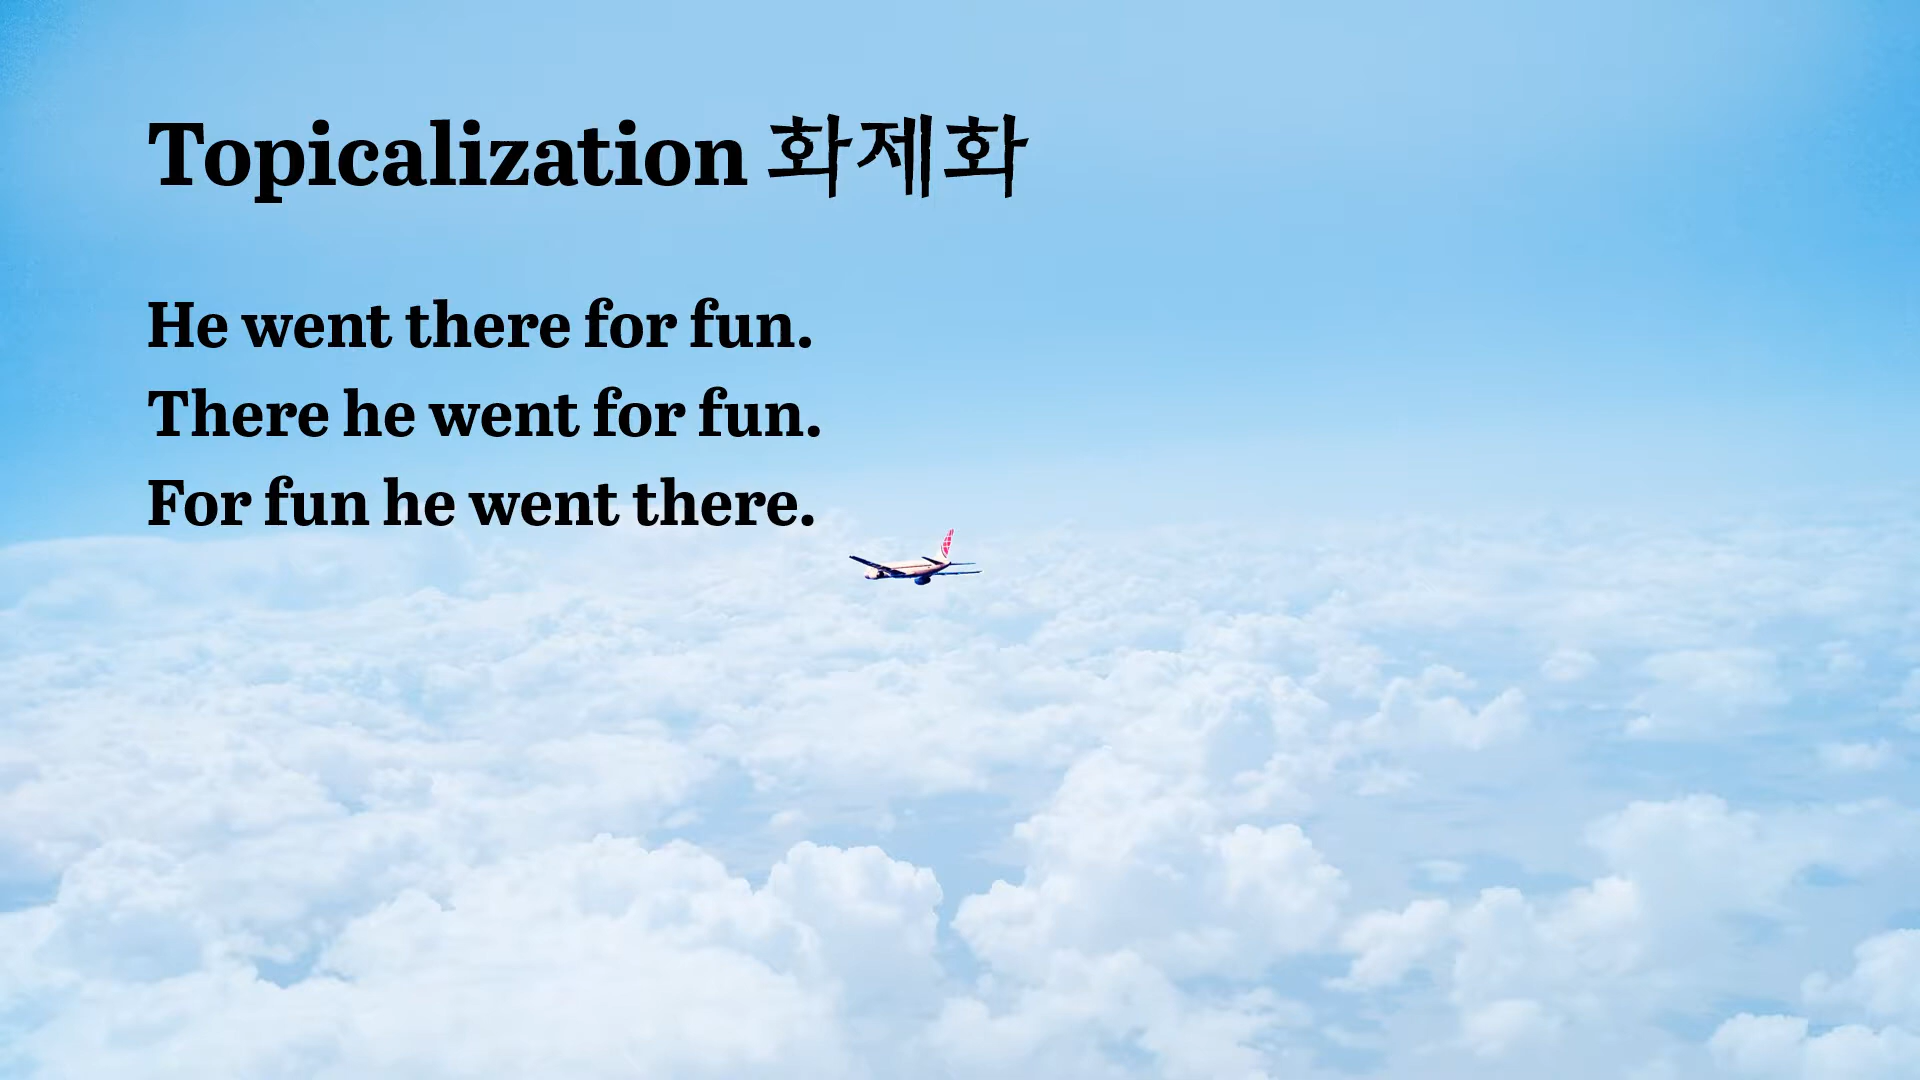 Topicalization 화제화
He went there for fun.
There he went for fun.
For fun he went there.